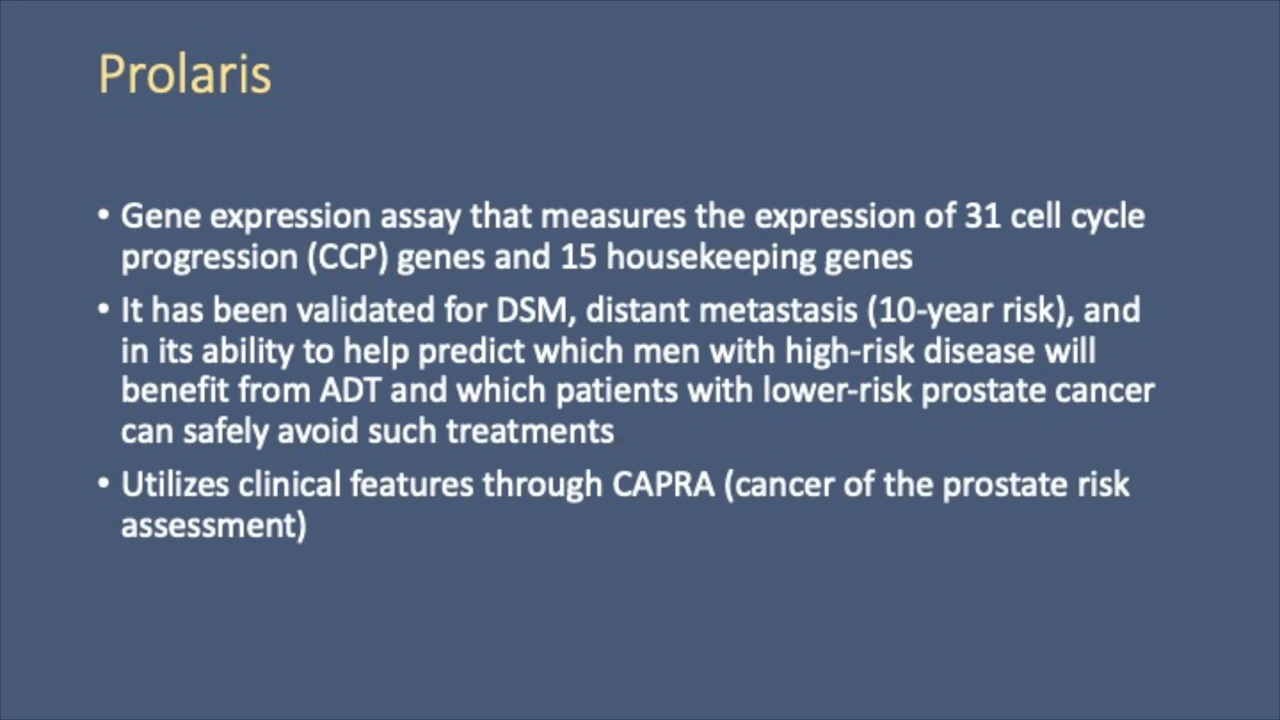 Prolaris
• Gene expression assay that measures the expression of 31 cell cycle
progression (CCP) genes and 15 housekeeping genes
• It has been validated for DSM, distant metastasis (10-year risk), and
in its ability to help predict which men with high-risk disease will
benefit from ADT and which patients with lower-risk prostate cancer
can safely avoid such treatments
• Utilizes clinical features through CAPRA (cancer of the prostate risk
assessment)